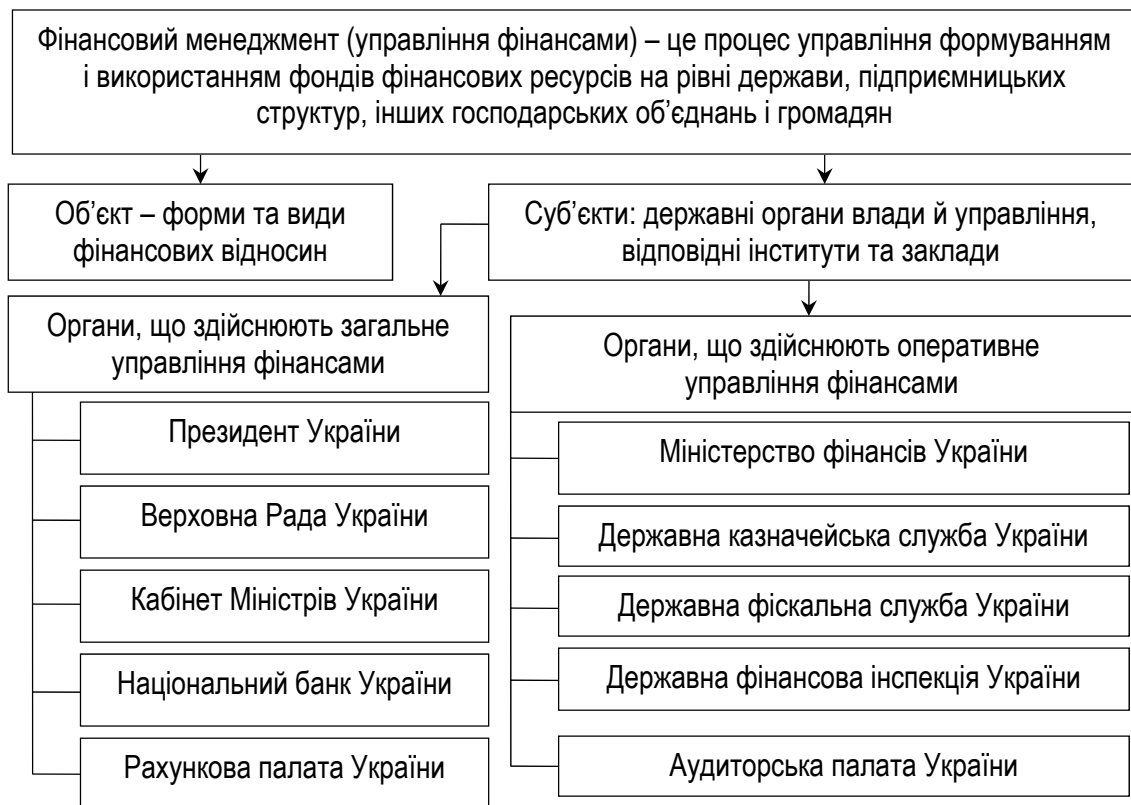 Фінансовий менеджмент (управління фінансами) – це процес управління формуванням
і використанням фондів фінансових ресурсів на рівні держави, підприємницьких
структур, інших господарських об’єднань і громадян
Об’єкт – форми та види
фінансових відносин
Суб’єкти: державні органи влади й управління,
відповідні інститути та заклади
Органи, що здійснюють загальне
управління фінансами
Президент України
Верховна Рада України
Кабінет Міністрів України
Національний банк України
Рахункова палата України
Органи, що здійснюють оперативне
управління фінансами
Міністерство фінансів України
Державна казначейська служба України
Державна фіскальна служба України
Державна фінансова інспекція України
Аудиторська палата України